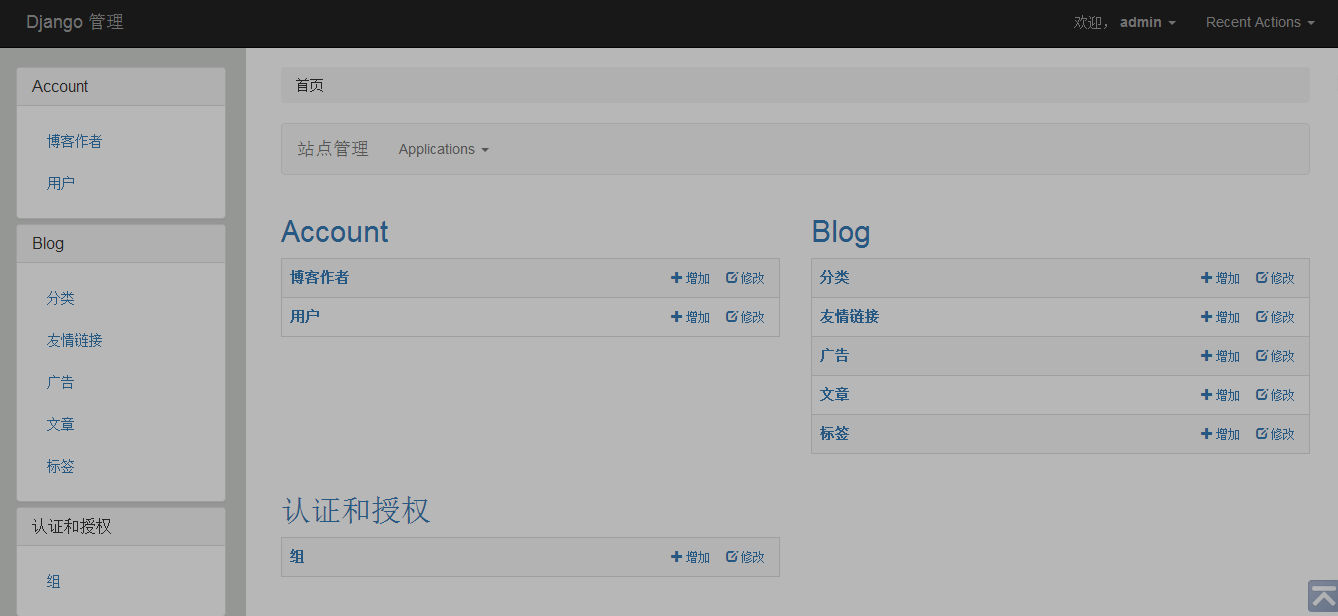 Django 管理 欢迎， admin Recent Actions
Account
博客作者
用户
Blog
分类
友情链接
广告
文章
标签
认证和授权
组
首页
站点管理 Applications
Account
博客作者 增加 修改
用户 增加 修改
Blog
分类 增加 修改
友情链接 增加 修改
广告 增加 修改
文章 增加 修改
标签 增加 修改
认证和授权
组 增加 修改